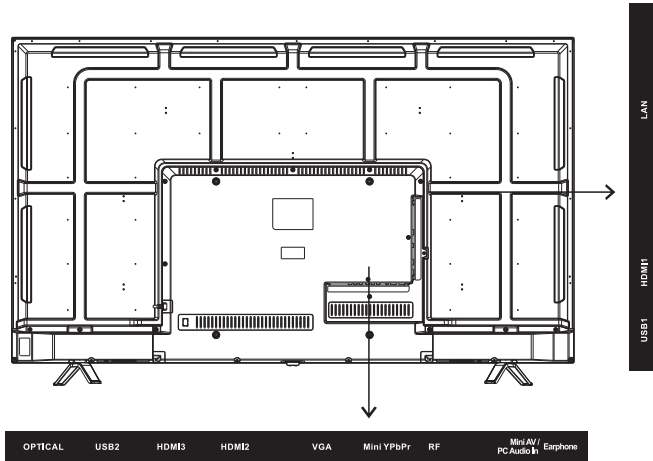 LAN
HDMI1
USB1
OPTICAL USB2 HDMI3 HDMI2 VGA Mini YPbPr RF Mini AV / PC Audio In Earphone